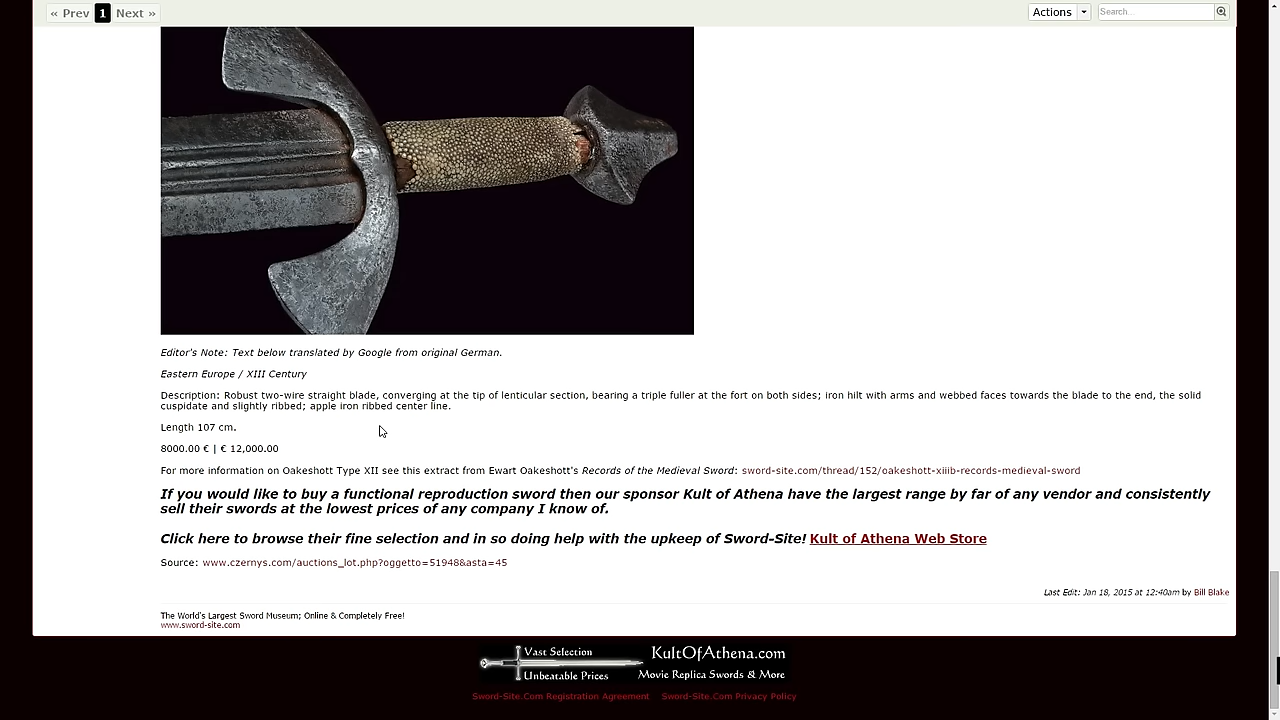 « Prev 1 Next »
Actions
Search...
Editor's Note: Text below translated by Google from original German.
Eastern Europe / XIII Century
Description: Robust two-wire straight blade, converging at the tip of lenticular section, bearing a triple fuller at the fort on both sides; iron hilt with arms and webbed faces towards the blade to the end, the solid
cuspidate and slightly ribbed; apple iron ribbed center line.
Length 107 cm.
8000.00 € | € 12,000.00
For more information on Oakeshott Type XII see this extract from Ewart Oakeshott's Records of the Medieval Sword: sword-site.com/thread/152/oakeshott-xiiib-records-medieval-sword
If you would like to buy a functional reproduction sword then our sponsor Kult of Athena have the largest range by far of any vendor and consistently
sell their swords at the lowest prices of any company I know of.
Click here to browse their fine selection and in so doing help with the upkeep of Sword-Site! Kult of Athena Web Store
Source: www.czernys.com/auctions_lot.php?oggetto=51948&asta=45
Last Edit: Jan 18, 2015 at 12:40am by Bill Blake
The World's Largest Sword Museum; Online & Completely Free!
www.sword-site.com
Vast Selection
Unbeatable Prices
KultOfAthena.com
Movie Replica Swords & More
Sword-Site.Com Registration Agreement Sword-Site.Com Privacy Policy